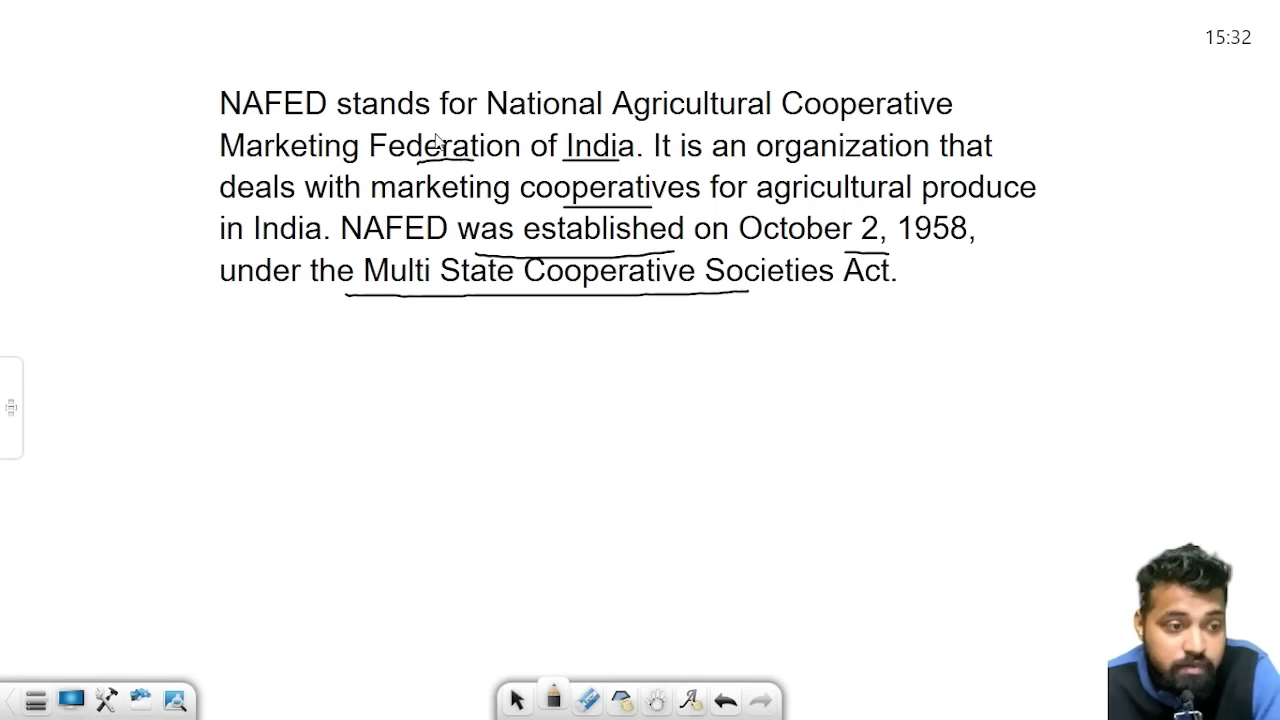 15:32
NAFED stands for National Agricultural Cooperative
Marketing Federation of India. It is an organization that
deals with marketing cooperatives for agricultural produce
in India. NAFED was established on October 2, 1958,
under the Multi State Cooperative Societies Act.